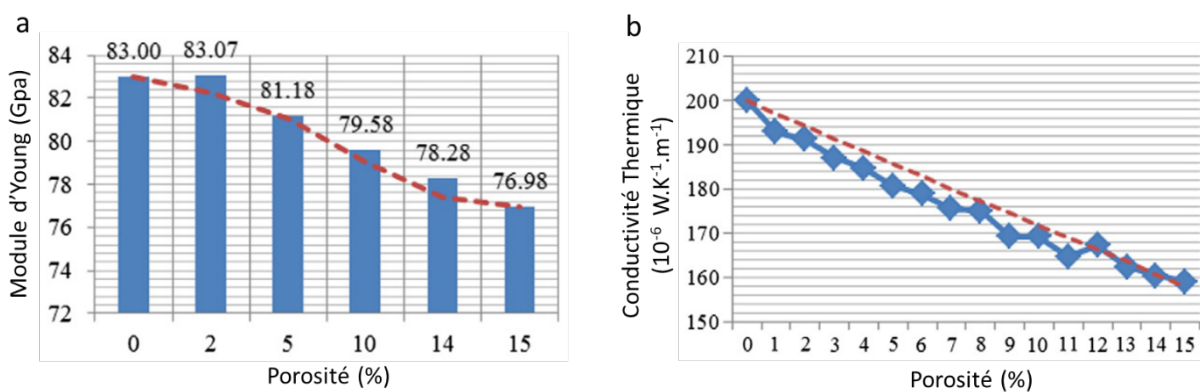 a
Module d'Young (Gpa)
84
82
80
78
76
74
72
83.00
83.07
81.18
79.58
78.28
76.98
0 2 5 10 14 15
Porosité (%)
b
Conductivité Thermique
(10⁻⁶ W.K⁻¹.m⁻¹)
210
200
190
180
170
160
150
0 1 2 3 4 5 6 7 8 9 10 11 12 13 14 15
Porosité (%)